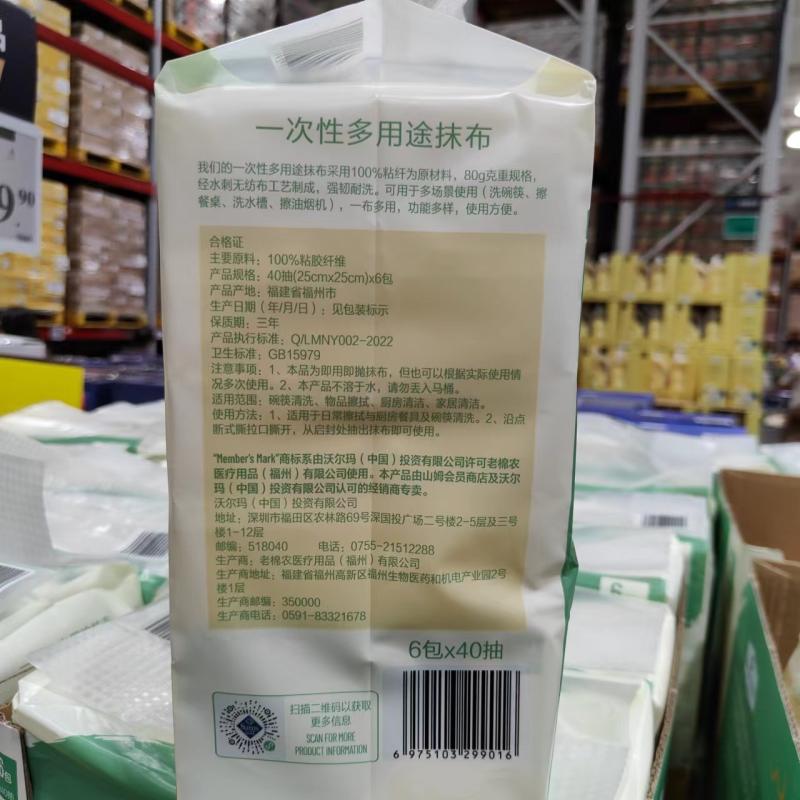 一次性多用途抹布
我们的一次性多用途抹布采用100%粘纤为原材料，80g克重规格，
经水刺无纺布工艺制成，强韧耐洗。可用于多场景使用（洗碗筷、擦
餐桌、洗水槽、擦油烟机），一布多用，功能多样，使用方便。
合格证
主要原料：100%粘胶纤维
产品规格：40抽(25cmx25cm)x6包
产品产地：福建省福州市
生产日期（年/月/日）：见包装标示
保质期：三年
产品执行标准：Q/LMNY002-2022
卫生标准：GB15979
注意事项：1、本品为即用即抛抹布，但也可以根据实际使用情
况多次使用。2、本产品不溶于水，请勿丢入马桶。
适用范围：碗筷清洗、物品擦拭、厨房清洁、家居清洁。
使用方法：1、适用于日常擦拭与厨房餐具及碗筷清洗。2、沿点
断式撕拉口撕开，从启封处抽出抹布即可使用。
"Member's Mark"商标系由沃尔玛（中国）投资有限公司许可老棉农
医疗用品（福州）有限公司使用。本产品由山姆会员商店及沃尔
玛（中国）投资有限公司认可的经销商专卖。
沃尔玛（中国）投资有限公司
地址：深圳市福田区农林路69号深国投广场二号楼2-5层及三号
楼1-12层
邮编：518040 电话：0755-21512288
生产商：老棉农医疗用品（福州）有限公司
生产商地址：福建省福州高新区福州生物医药和机电产业园2号
楼1层
生产商邮编：350000
生产商电话：0591-83321678
6包x40抽
扫描二维码以获取
更多信息
SCAN FOR MORE
PRODUCT INFORMATION
6 975103 299016
9.90